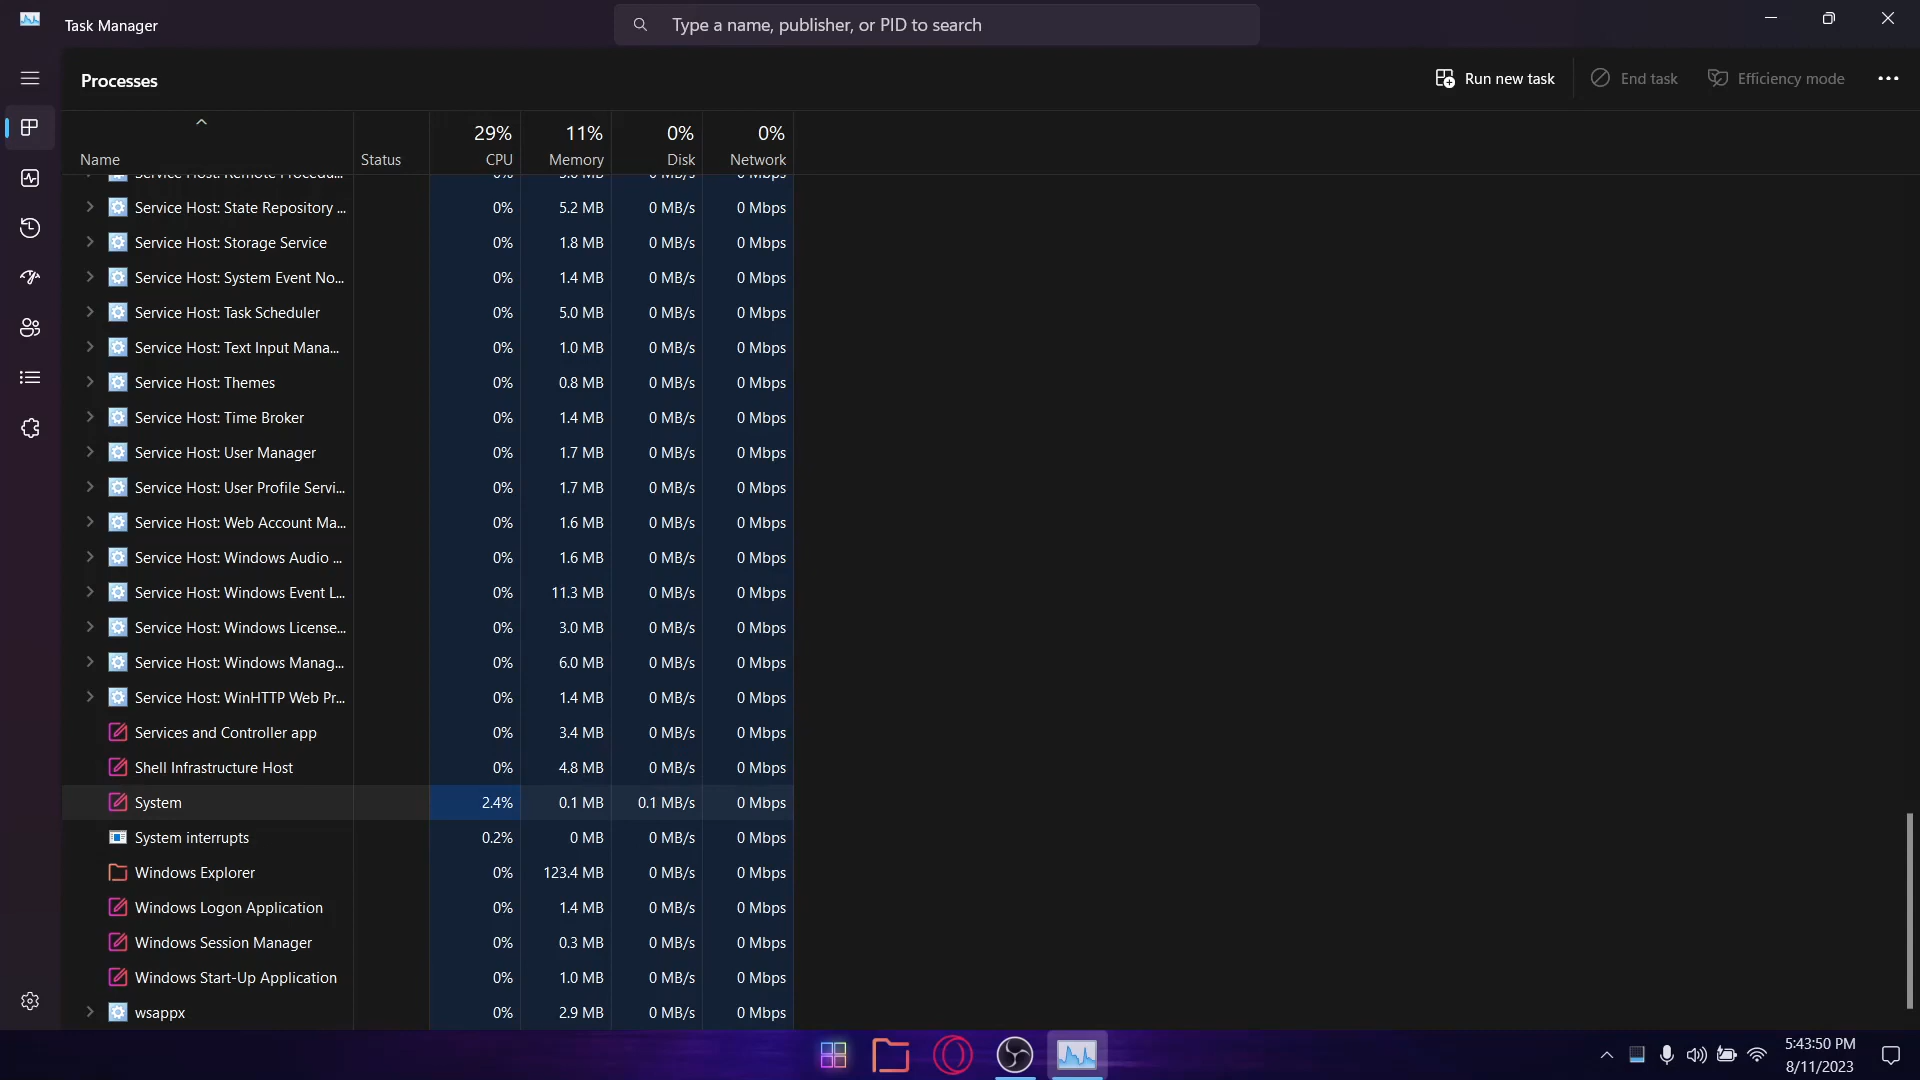 Task Manager
Type a name, publisher, or PID to search
Processes
Run new task
End task
Efficiency mode
29% 11% 0% 0%
Name Status CPU Memory Disk Network
Service Host: State Repository ... 0% 5.2 MB 0 MB/s 0 Mbps
Service Host: Storage Service 0% 1.8 MB 0 MB/s 0 Mbps
Service Host: System Event No... 0% 1.4 MB 0 MB/s 0 Mbps
Service Host: Task Scheduler 0% 5.0 MB 0 MB/s 0 Mbps
Service Host: Text Input Mana... 0% 1.0 MB 0 MB/s 0 Mbps
Service Host: Themes 0% 0.8 MB 0 MB/s 0 Mbps
Service Host: Time Broker 0% 1.4 MB 0 MB/s 0 Mbps
Service Host: User Manager 0% 1.7 MB 0 MB/s 0 Mbps
Service Host: User Profile Servi... 0% 1.7 MB 0 MB/s 0 Mbps
Service Host: Web Account Ma... 0% 1.6 MB 0 MB/s 0 Mbps
Service Host: Windows Audio ... 0% 1.6 MB 0 MB/s 0 Mbps
Service Host: Windows Event L... 0% 11.3 MB 0 MB/s 0 Mbps
Service Host: Windows License... 0% 3.0 MB 0 MB/s 0 Mbps
Service Host: Windows Manag... 0% 6.0 MB 0 MB/s 0 Mbps
Service Host: WinHTTP Web Pr... 0% 1.4 MB 0 MB/s 0 Mbps
Services and Controller app 0% 3.4 MB 0 MB/s 0 Mbps
Shell Infrastructure Host 0% 4.8 MB 0 MB/s 0 Mbps
System 2.4% 0.1 MB 0.1 MB/s 0 Mbps
System interrupts 0.2% 0 MB 0 MB/s 0 Mbps
Windows Explorer 0% 123.4 MB 0 MB/s 0 Mbps
Windows Logon Application 0% 1.4 MB 0 MB/s 0 Mbps
Windows Session Manager 0% 0.3 MB 0 MB/s 0 Mbps
Windows Start-Up Application 0% 1.0 MB 0 MB/s 0 Mbps
wsappx 0% 2.9 MB 0 MB/s 0 Mbps
5:43:50 PM
8/11/2023